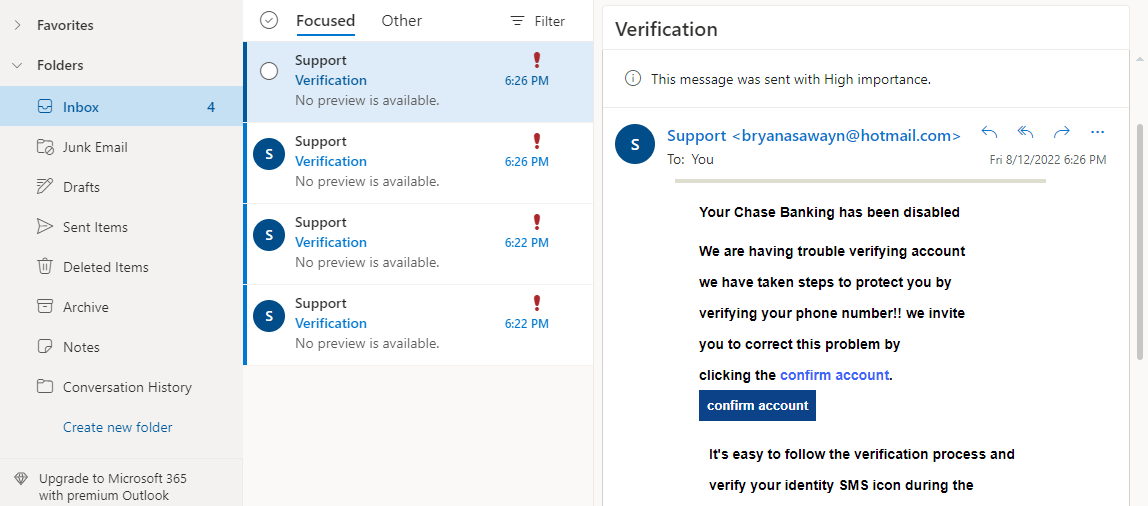 Favorites
Folders
Inbox 4
Junk Email
Drafts
Sent Items
Deleted Items
Archive
Notes
Conversation History
Create new folder
Upgrade to Microsoft 365
with premium Outlook
Focused Other Filter
Support
Verification 6:26 PM
No preview is available.
S
Support
Verification 6:26 PM
No preview is available.
S
Support
Verification 6:22 PM
No preview is available.
S
Support
Verification 6:22 PM
No preview is available.
Verification
This message was sent with High importance.
S
Support <bryanasawayn@hotmail.com>
To: You Fri 8/12/2022 6:26 PM
Your Chase Banking has been disabled
We are having trouble verifying account
we have taken steps to protect you by
verifying your phone number!! we invite
you to correct this problem by
clicking the confirm account.
confirm account
It's easy to follow the verification process and
verify your identity SMS icon during the